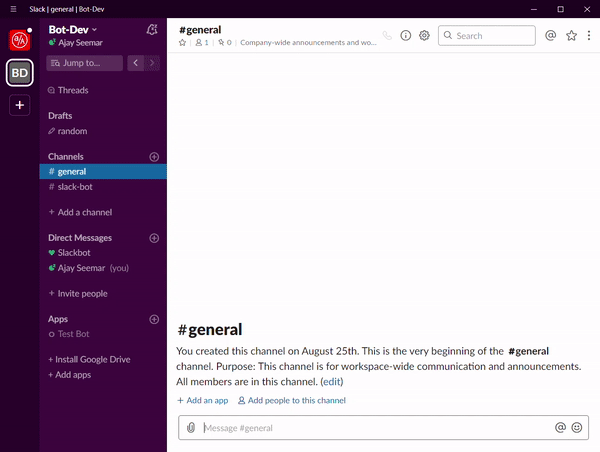 Slack | general | Bot-Dev
Bot-Dev
Ajay Seemar
BD
Jump to...
Threads
Drafts
random
Channels
# general
# slack-bot
+ Add a channel
Direct Messages
Slackbot
Ajay Seemar (you)
+ Invite people
Apps
Test Bot
+ Install Google Drive
+ Add apps
#general
1 | 0 | Company-wide announcements and wo...
Search
#general
You created this channel on August 25th. This is the very beginning of the #general
channel. Purpose: This channel is for workspace-wide communication and announcements.
All members are in this channel. (edit)
+ Add an app Add people to this channel
Message #general